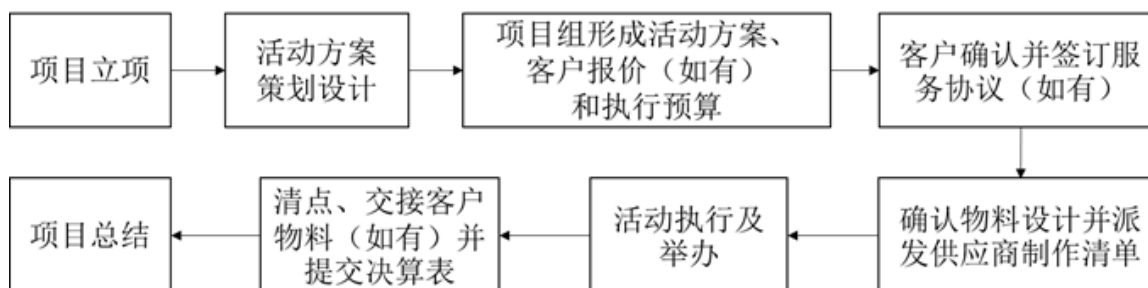 项目立项
活动方案
策划设计
项目组形成活动方案、
客户报价（如有）
和执行预算
客户确认并签订服
务协议（如有）
确认物料设计并派
发供应商制作清单
活动执行及
举办
清点、交接客户
物料（如有）并
提交决算表
项目总结